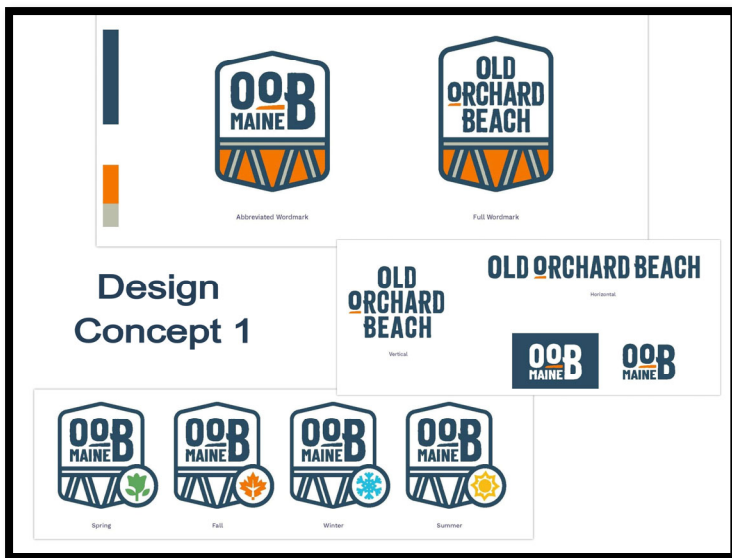 OOB
MAINE
OLD
ORCHARD
BEACH
Abbreviated Wordmark
Full Wordmark
Design
Concept 1
OLD
ORCHARD
BEACH
Vertical
OLD ORCHARD BEACH
Horizontal
OOB
MAINE
OOB
MAINE
OOB
MAINE
OOB
MAINE
OOB
MAINE
OOB
MAINE
Spring
Fall
Winter
Summer